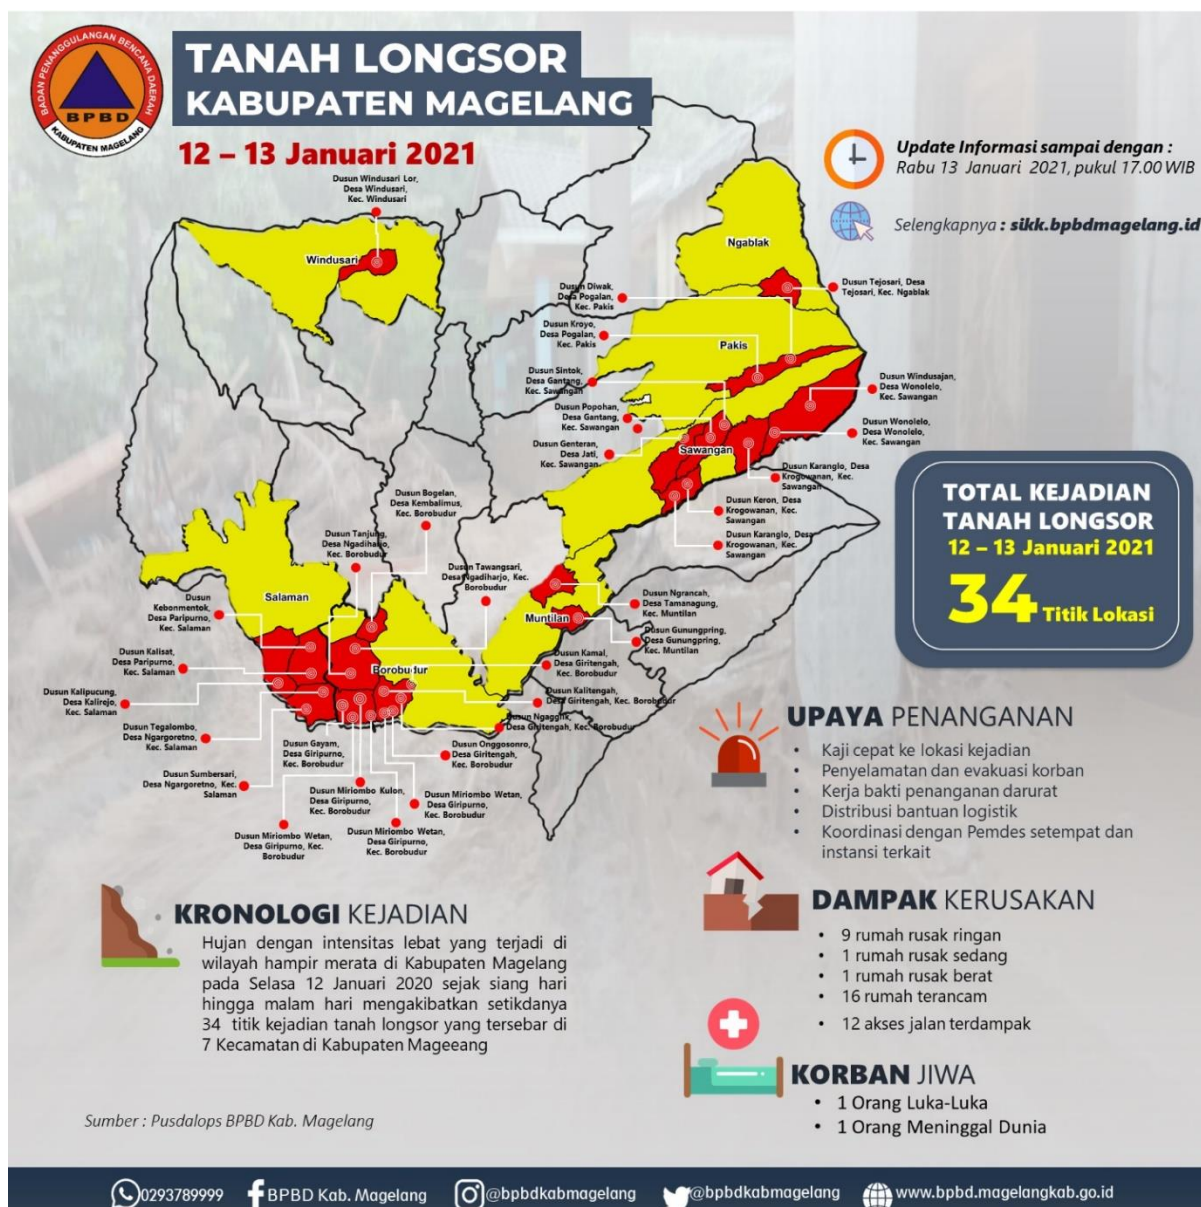 BADAN PENANGGULANGAN BENCANA DAERAH
BPBD
KABUPATEN MAGELANG
TANAH LONGSOR
KABUPATEN MAGELANG
12 – 13 Januari 2021
Update Informasi sampai dengan :
Rabu 13 Januari 2021, pukul 17.00 WIB
Selengkapnya : sikk.bpbdmagelang.id
Dusun Windusari Lor,
Desa Windusari,
Kec. Windusari
Windusari
Ngablak
Dusun Tejosari, Desa
Tejosari, Kec. Ngablak
Dusun Diwak,
Desa Pogalan,
Kec. Pakis
Dusun Kroyo,
Desa Pogalan,
Kec. Pakis
Pakis
Dusun Sintok,
Desa Gantang,
Kec. Sawangan
Dusun Windusajan,
Desa Wonolelo,
Kec. Sawangan
Dusun Popohan,
Desa Gantang,
Kec. Sawangan
Dusun Wonolelo,
Desa Wonolelo,
Kec. Sawangan
Dusun Genteran,
Desa Jati,
Kec. Sawangan
Sawangan
Dusun Karanglo, Desa
Krogowanan, Kec.
Sawangan
Dusun Keron, Desa
Krogowanan, Kec.
Sawangan
Dusun Karanglo, Desa
Krogowanan, Kec.
Sawangan
TOTAL KEJADIAN
TANAH LONGSOR
12 – 13 Januari 2021
34 Titik Lokasi
Dusun Bogelan,
Desa Kembalimus,
Kec. Borobudur
Dusun Tanjung,
Desa Ngadiharjo,
Kec. Borobudur
Dusun Tawangsari,
Desa Ngadiharjo, Kec.
Borobudur
Salaman
Dusun
Kebonmentok,
Desa Paripurno,
Kec. Salaman
Dusun Ngrancah,
Desa Tamanagung,
Kec. Muntilan
Muntilan
Dusun Gunungpring,
Desa Gunungpring,
Kec. Muntilan
Dusun Kalisat,
Desa Paripurno,
Kec. Salaman
Borobudur
Dusun Kamal,
Desa Giritengah,
Kec. Borobudur
Dusun Kalipucung,
Desa Kalirejo,
Kec. Salaman
Dusun Kalitengah,
Desa Giritengah, Kec. Borobudur
Dusun Ngagglik,
Desa Giritengah, Kec. Borobudur
Dusun Tegalombo,
Desa Ngargoretno,
Kec. Salaman
Dusun Gayam,
Desa Giripurno,
Kec. Borobudur
Dusun Onggosonro,
Desa Giritengah,
Kec. Borobudur
Dusun Sumbersari,
Desa Ngargoretno, Kec.
Salaman
Dusun Miriombo Kulon,
Desa Giripurno,
Kec. Borobudur
Dusun Miriombo Wetan,
Desa Giripurno,
Kec. Borobudur
Dusun Miriombo Wetan,
Desa Giripurno, Kec.
Borobudur
Dusun Miriombo Wetan,
Desa Giripurno,
Kec. Borobudur
UPAYA PENANGANAN
• Kaji cepat ke lokasi kejadian
• Penyelamatan dan evakuasi korban
• Kerja bakti penanganan darurat
• Distribusi bantuan logistik
• Koordinasi dengan Pemdes setempat dan
instansi terkait
DAMPAK KERUSAKAN
• 9 rumah rusak ringan
• 1 rumah rusak sedang
• 1 rumah rusak berat
• 16 rumah terancam
• 12 akses jalan terdampak
KRONOLOGI KEJADIAN
Hujan dengan intensitas lebat yang terjadi di
wilayah hampir merata di Kabupaten Magelang
pada Selasa 12 Januari 2020 sejak siang hari
hingga malam hari mengakibatkan setikdanya
34 titik kejadian tanah longsor yang tersebar di
7 Kecamatan di Kabupaten Mageeang
KORBAN JIWA
• 1 Orang Luka-Luka
• 1 Orang Meninggal Dunia
Sumber : Pusdalops BPBD Kab. Magelang
0293789999 BPBD Kab. Magelang @bpbdkabmagelang @bpbdkabmagelang www.bpbd.magelangkab.go.id